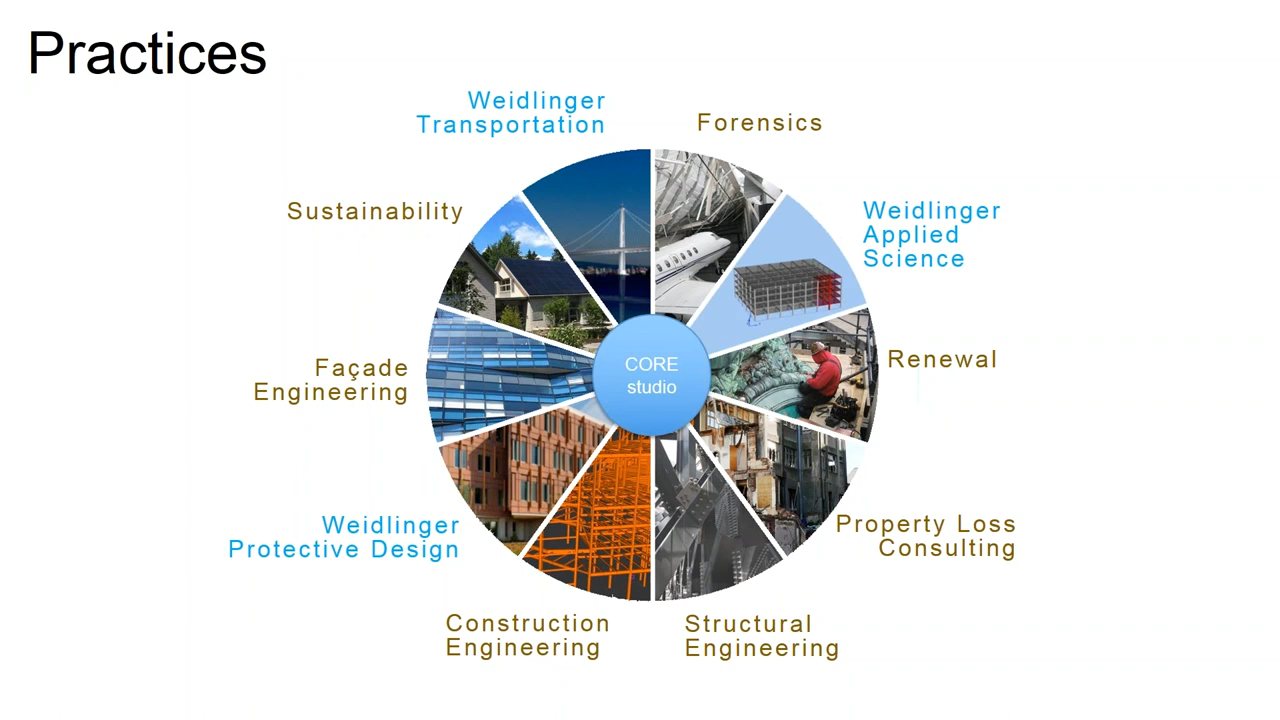 Practices
Weidlinger
Transportation
Forensics
Sustainability
Weidlinger
Applied
Science
Façade
Engineering
CORE
studio
Renewal
Weidlinger
Protective Design
Property Loss
Consulting
Construction
Engineering
Structural
Engineering